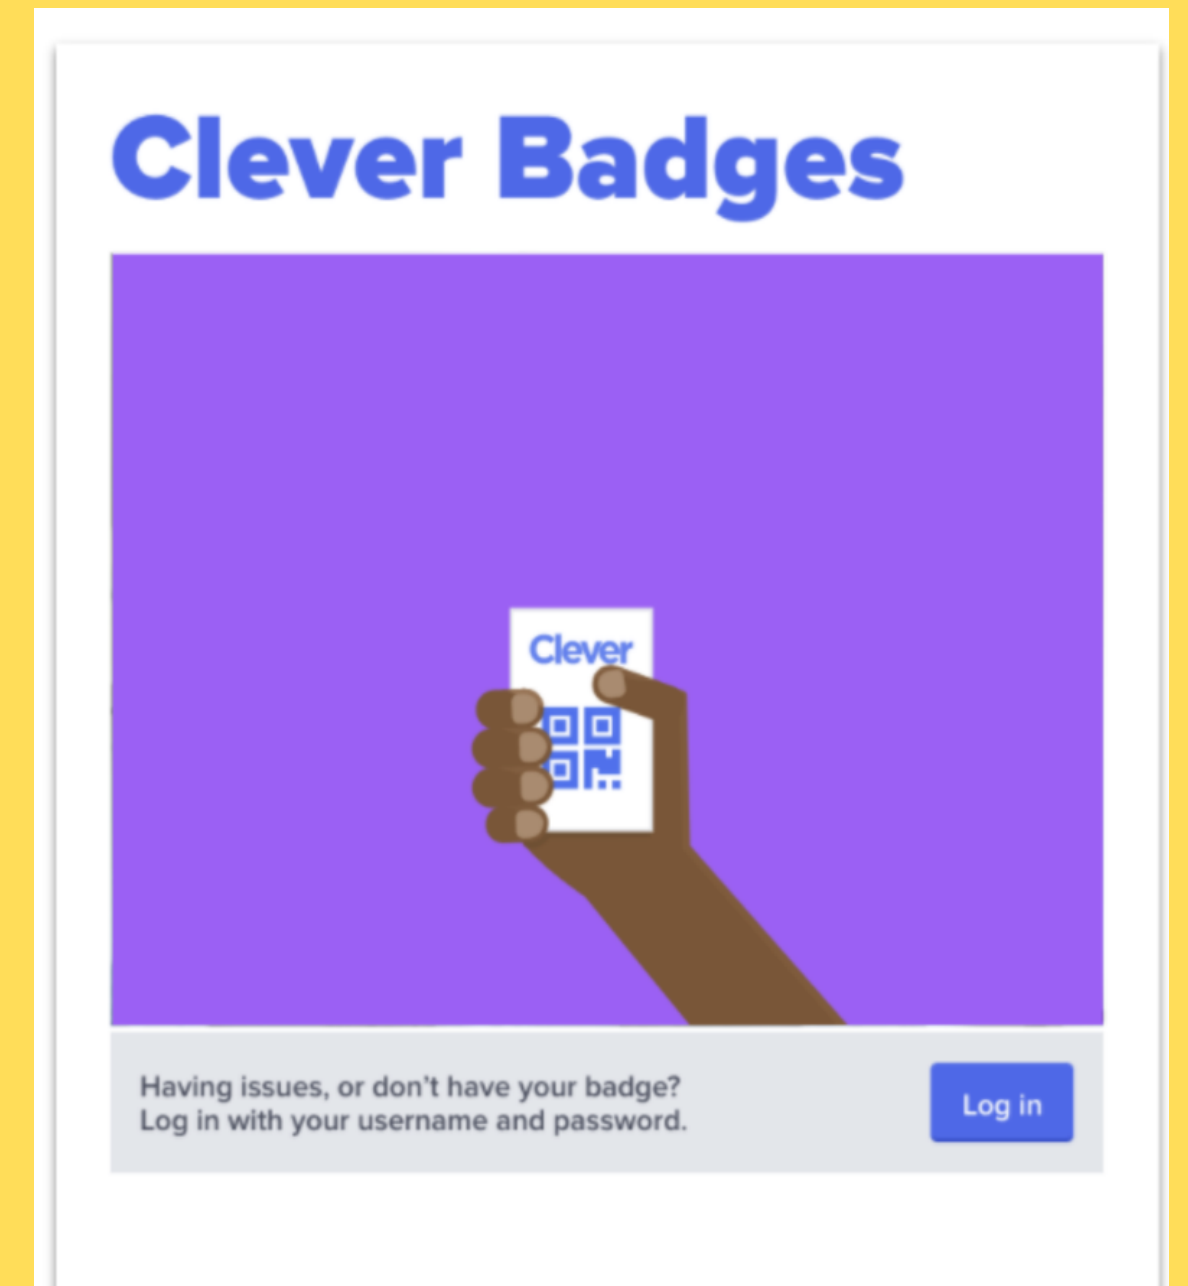 Clever Badges
Clever
Having issues, or don't have your badge?
Log in with your username and password.
Log in